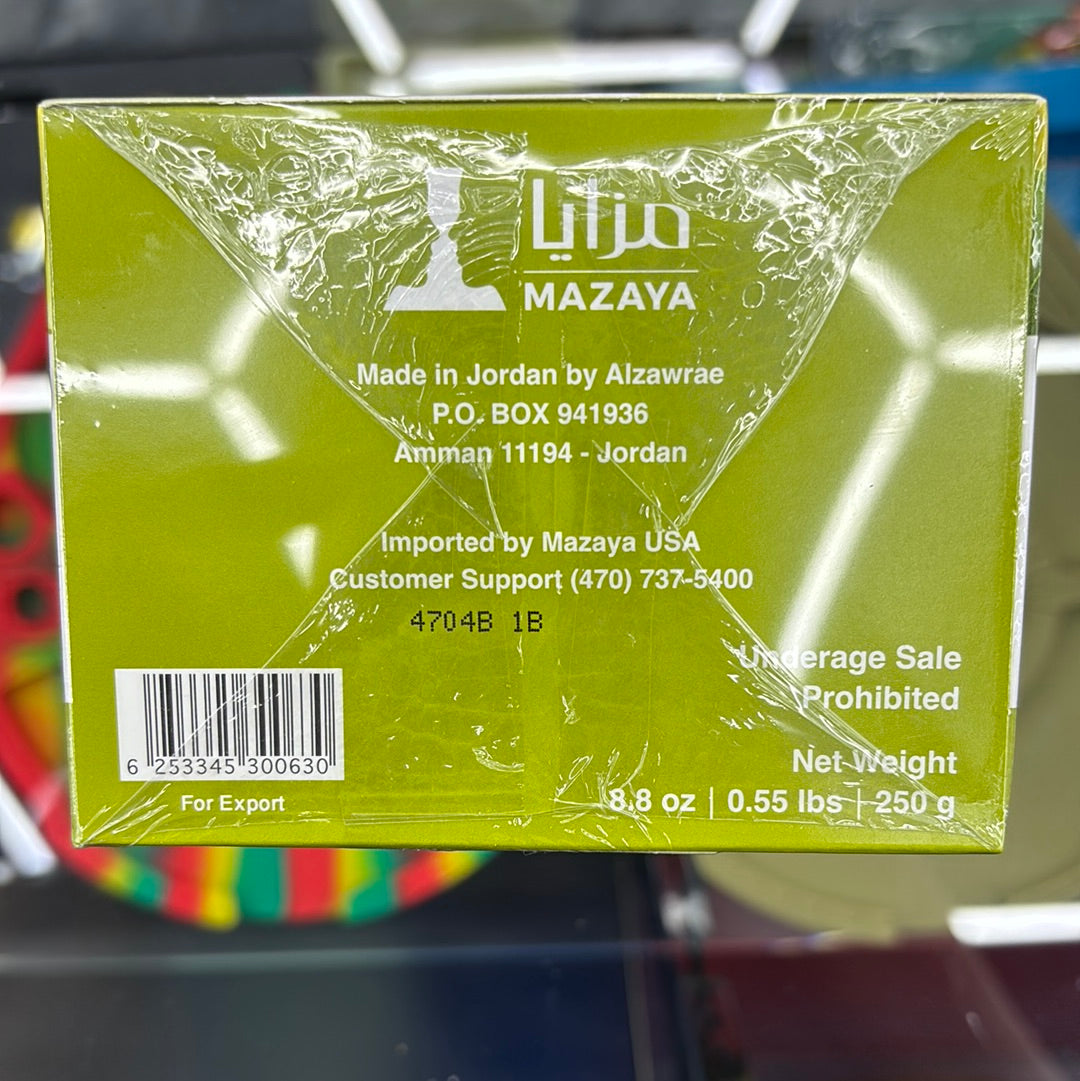 مزايا
MAZAYA
Made in Jordan by Alzawrae
P.O. BOX 941936
Amman 11194 - Jordan
Imported by Mazaya USA
Customer Support (470) 737-5400
4704B 1B
Underage Sale
Prohibited
6 253345 300630
For Export
Net Weight
8.8 oz | 0.55 lbs | 250 g